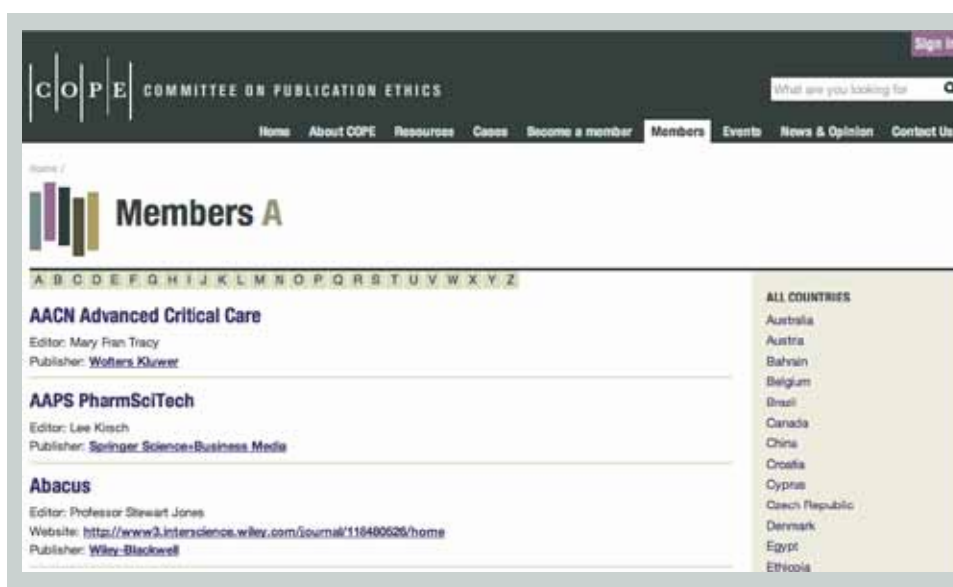 Sign in
COPE COMMITTEE ON PUBLICATION ETHICS
What are you looking for
Home About COPE Resources Cases Become a member Members Events News & Opinion Contact Us
Home /
Members A
A B C D E F G H I J K L M N O P Q R S T U V W X Y Z
AACN Advanced Critical Care
Editor: Mary Fran Tracy
Publisher: Wolters Kluwer
AAPS PharmSciTech
Editor: Lee Kirsch
Publisher: Springer Science+Business Media
Abacus
Editor: Professor Stewart Jones
Website: http://www3.interscience.wiley.com/journal/118480526/home
Publisher: Wiley-Blackwell
ALL COUNTRIES
Australia
Austra
Bahrain
Belgium
Brazil
Canada
China
Croatia
Cyprus
Czech Republic
Denmark
Egypt
Ethiopia